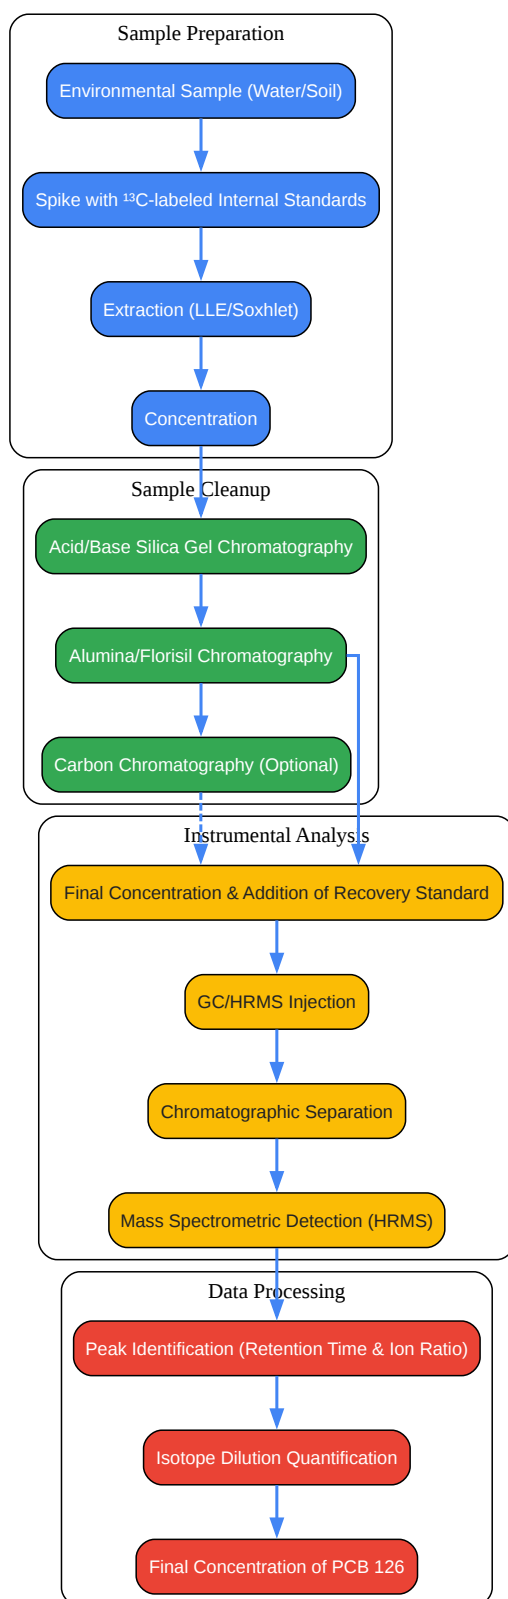 Sample Preparation
Environmental Sample (Water/Soil)
Spike with ¹³C-labeled Internal Standards
Extraction (LLE/Soxhlet)
Concentration
Sample Cleanup
Acid/Base Silica Gel Chromatography
Alumina/Florisil Chromatography
Carbon Chromatography (Optional)
Instrumental Analysis
Final Concentration & Addition of Recovery Standard
GC/HRMS Injection
Chromatographic Separation
Mass Spectrometric Detection (HRMS)
Data Processing
Peak Identification (Retention Time & Ion Ratio)
Isotope Dilution Quantification
Final Concentration of PCB 126